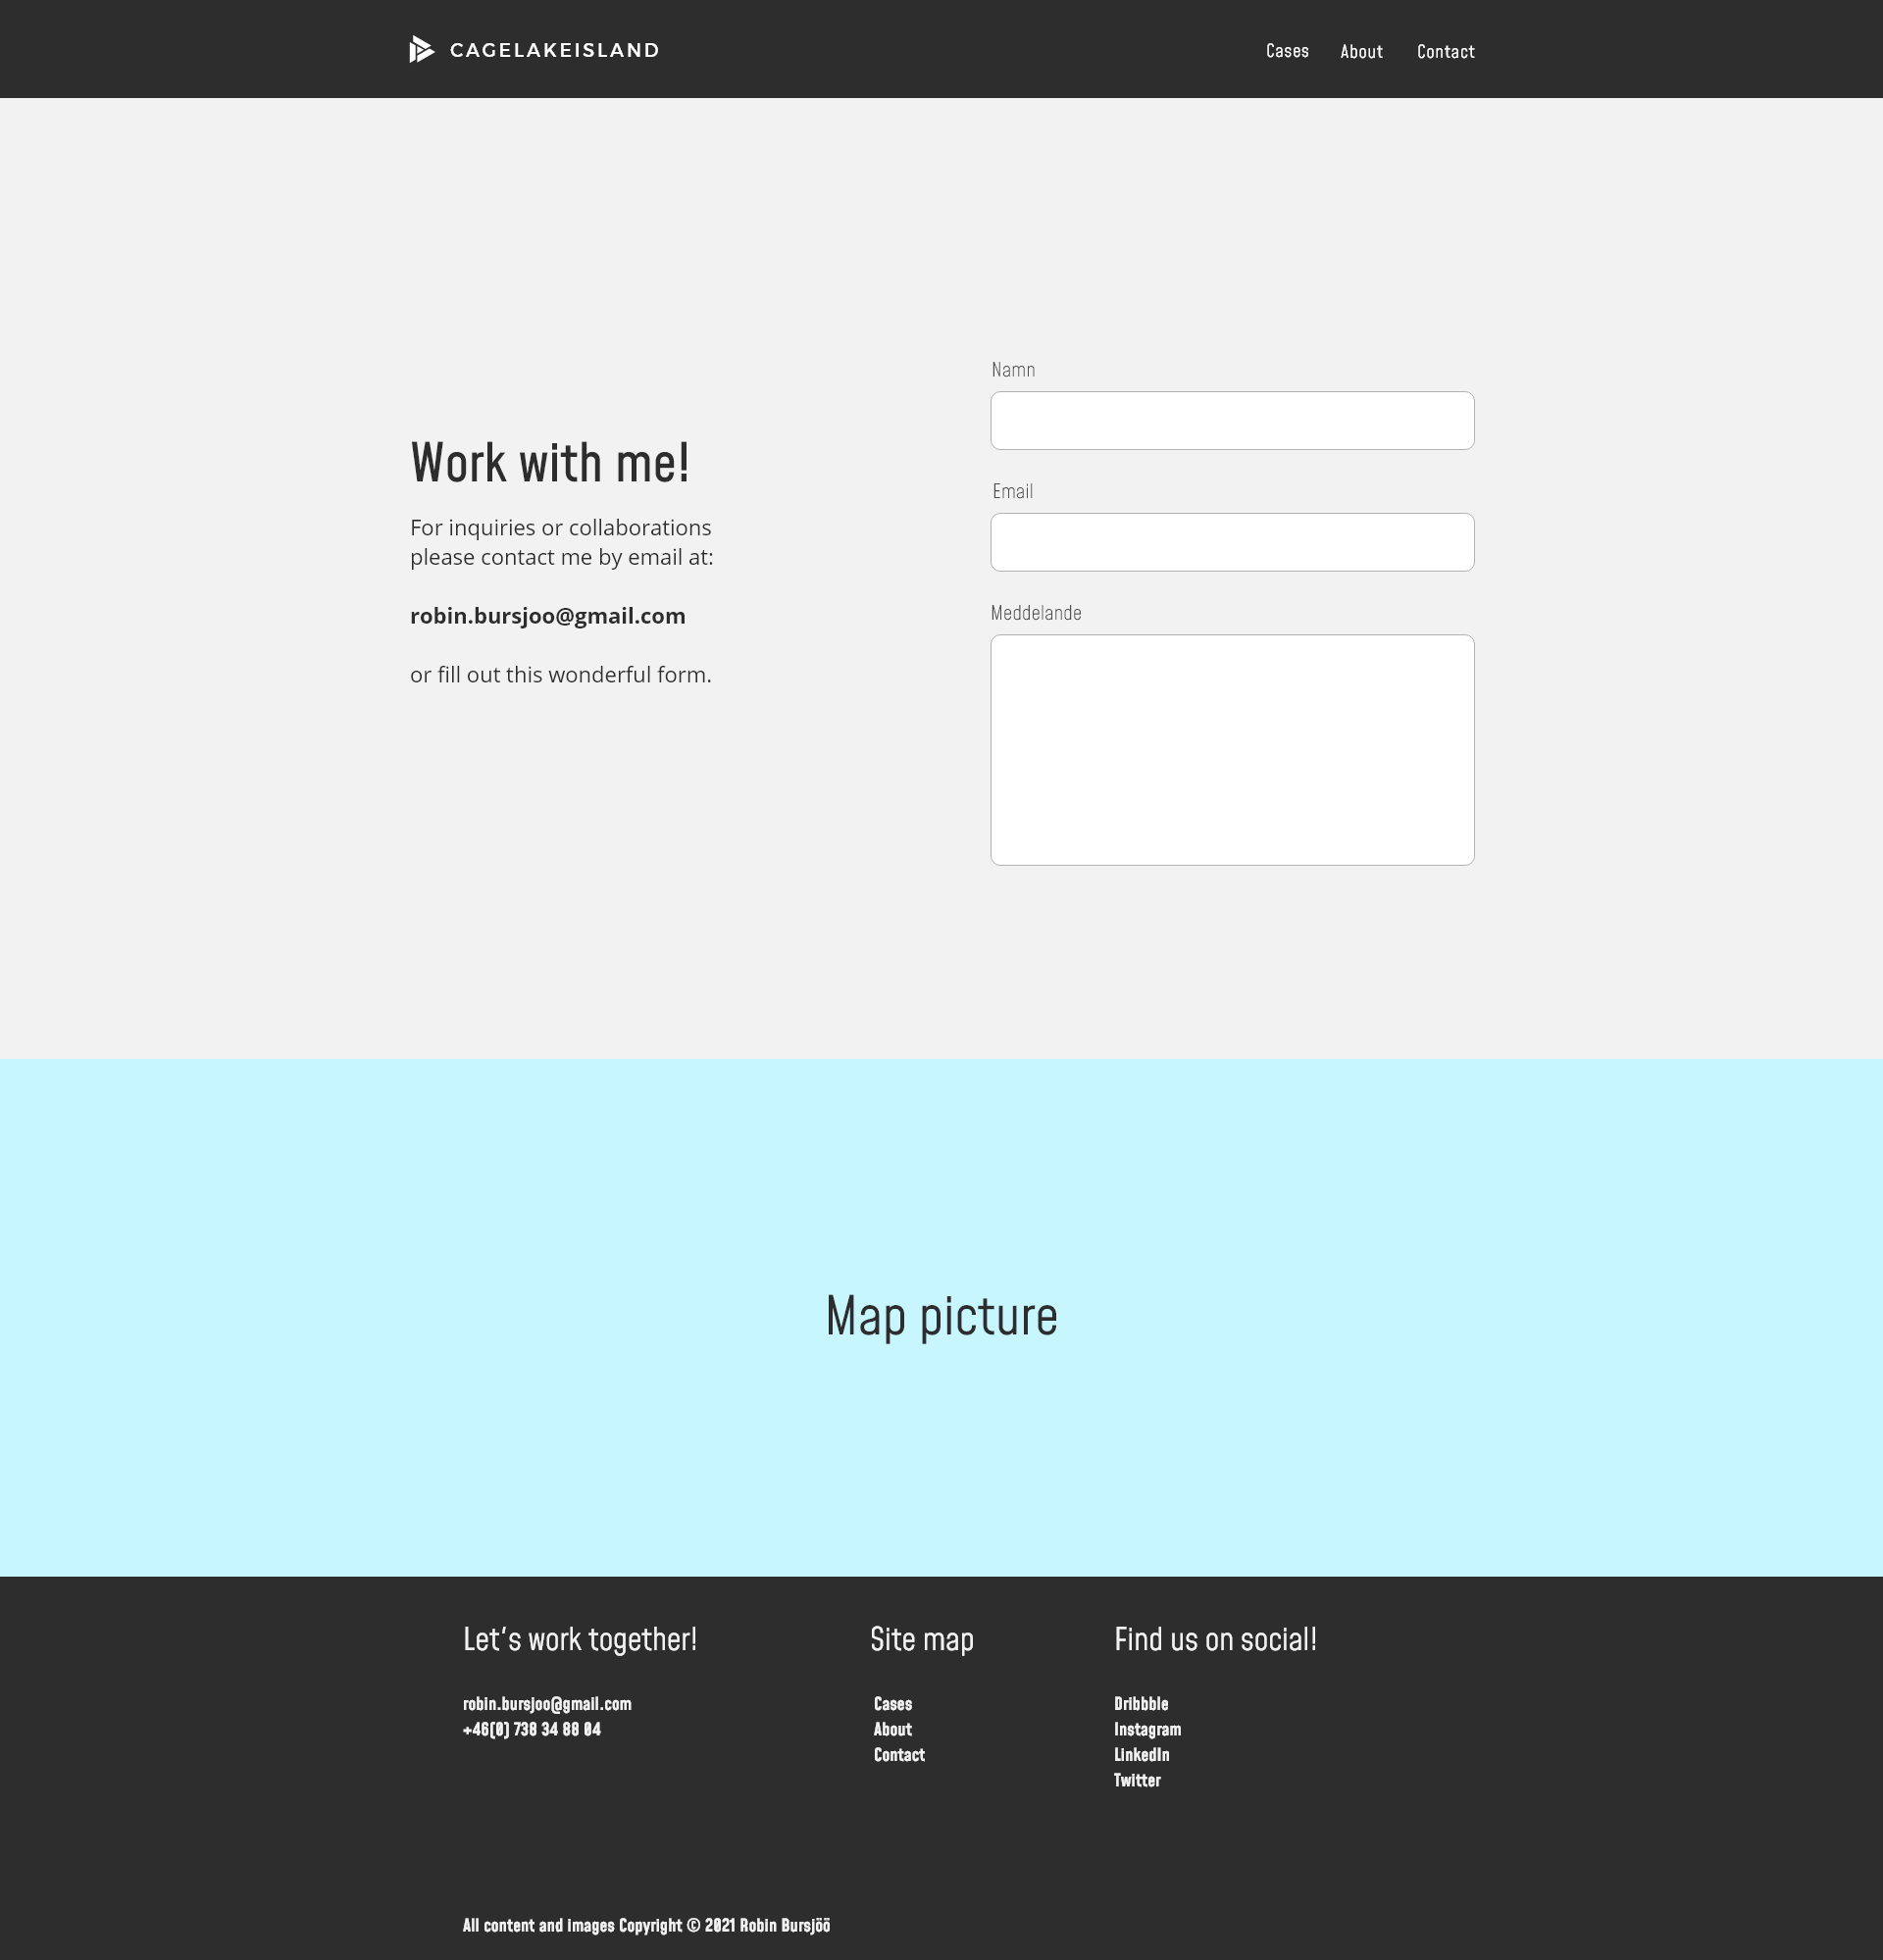 CAGELAKEISLAND
Cases About Contact
Work with me!
For inquiries or collaborations
please contact me by email at:
robin.bursjoo@gmail.com
or fill out this wonderful form.
Namn
Email
Meddelande
Map picture
Let's work together!
robin.bursjoo@gmail.com
+46(0) 738 34 88 04
Site map
Cases
About
Contact
Find us on social!
Dribbble
Instagram
LinkedIn
Twitter
All content and images Copyright © 2021 Robin Bursjöö